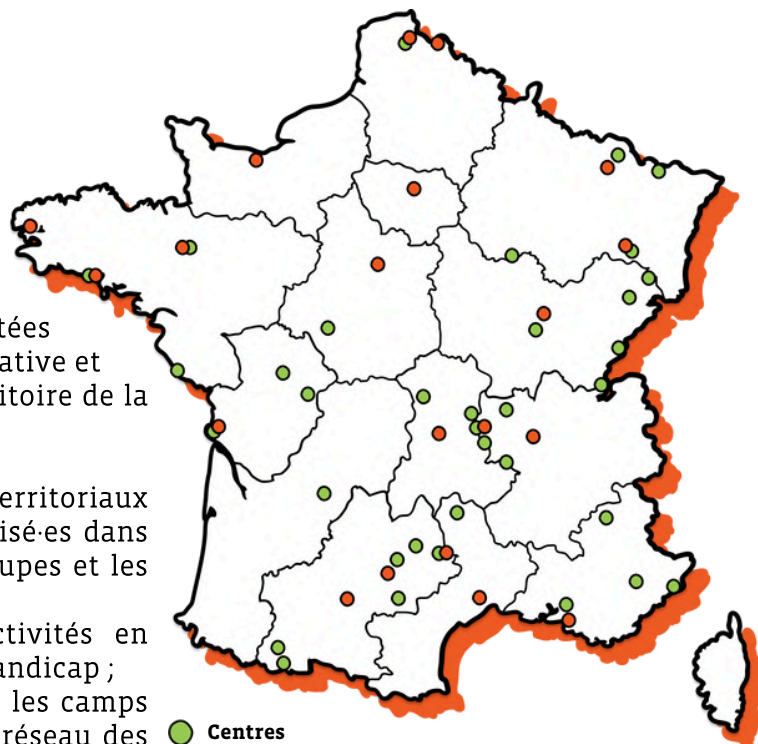 tées
ative et
itoire de la
erritoriaux
isé·es dans
upes et les
ctivités en
andicap ;
les camps
réseau des
Centres